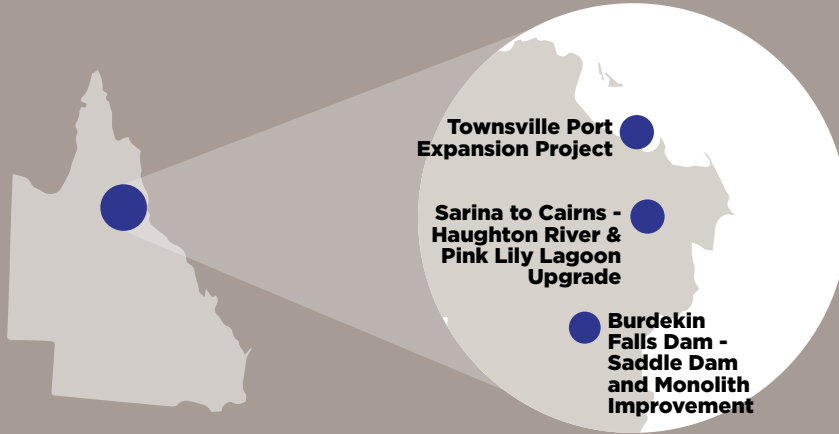 Townsville Port
Expansion Project
Sarina to Cairns -
Haughton River &
Pink Lily Lagoon
Upgrade
Burdekin
Falls Dam -
Saddle Dam
and Monolith
Improvement